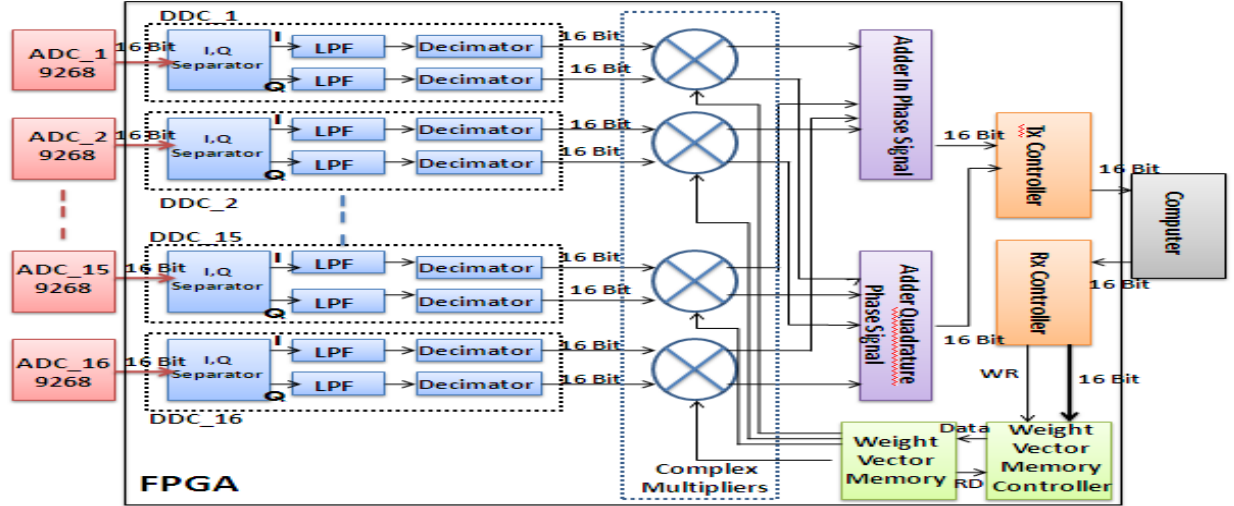 DDC_1
ADC_1
9268
16 Bit
I,Q
Separator
I
Q
LPF
Decimator
LPF
Decimator
16 Bit
16 Bit
ADC_2
9268
16 Bit
I,Q
Separator
I
Q
LPF
Decimator
LPF
Decimator
16 Bit
16 Bit
DDC_2
DDC_15
ADC_15
9268
16 Bit
I,Q
Separator
I
Q
LPF
Decimator
LPF
Decimator
16 Bit
16 Bit
ADC_16
9268
16 Bit
I,Q
Separator
I
Q
LPF
Decimator
LPF
Decimator
16 Bit
16 Bit
DDC_16
Complex
Multipliers
Adder In Phase Signal
16 Bit
Adder Quadrature
Phase Signal
16 Bit
Tx
Controller
16 Bit
Computer
16 Bit
Rx Controller
WR
16 Bit
Weight
Vector
Memory
Data
RD
Weight
Vector
Memory
Controller
FPGA